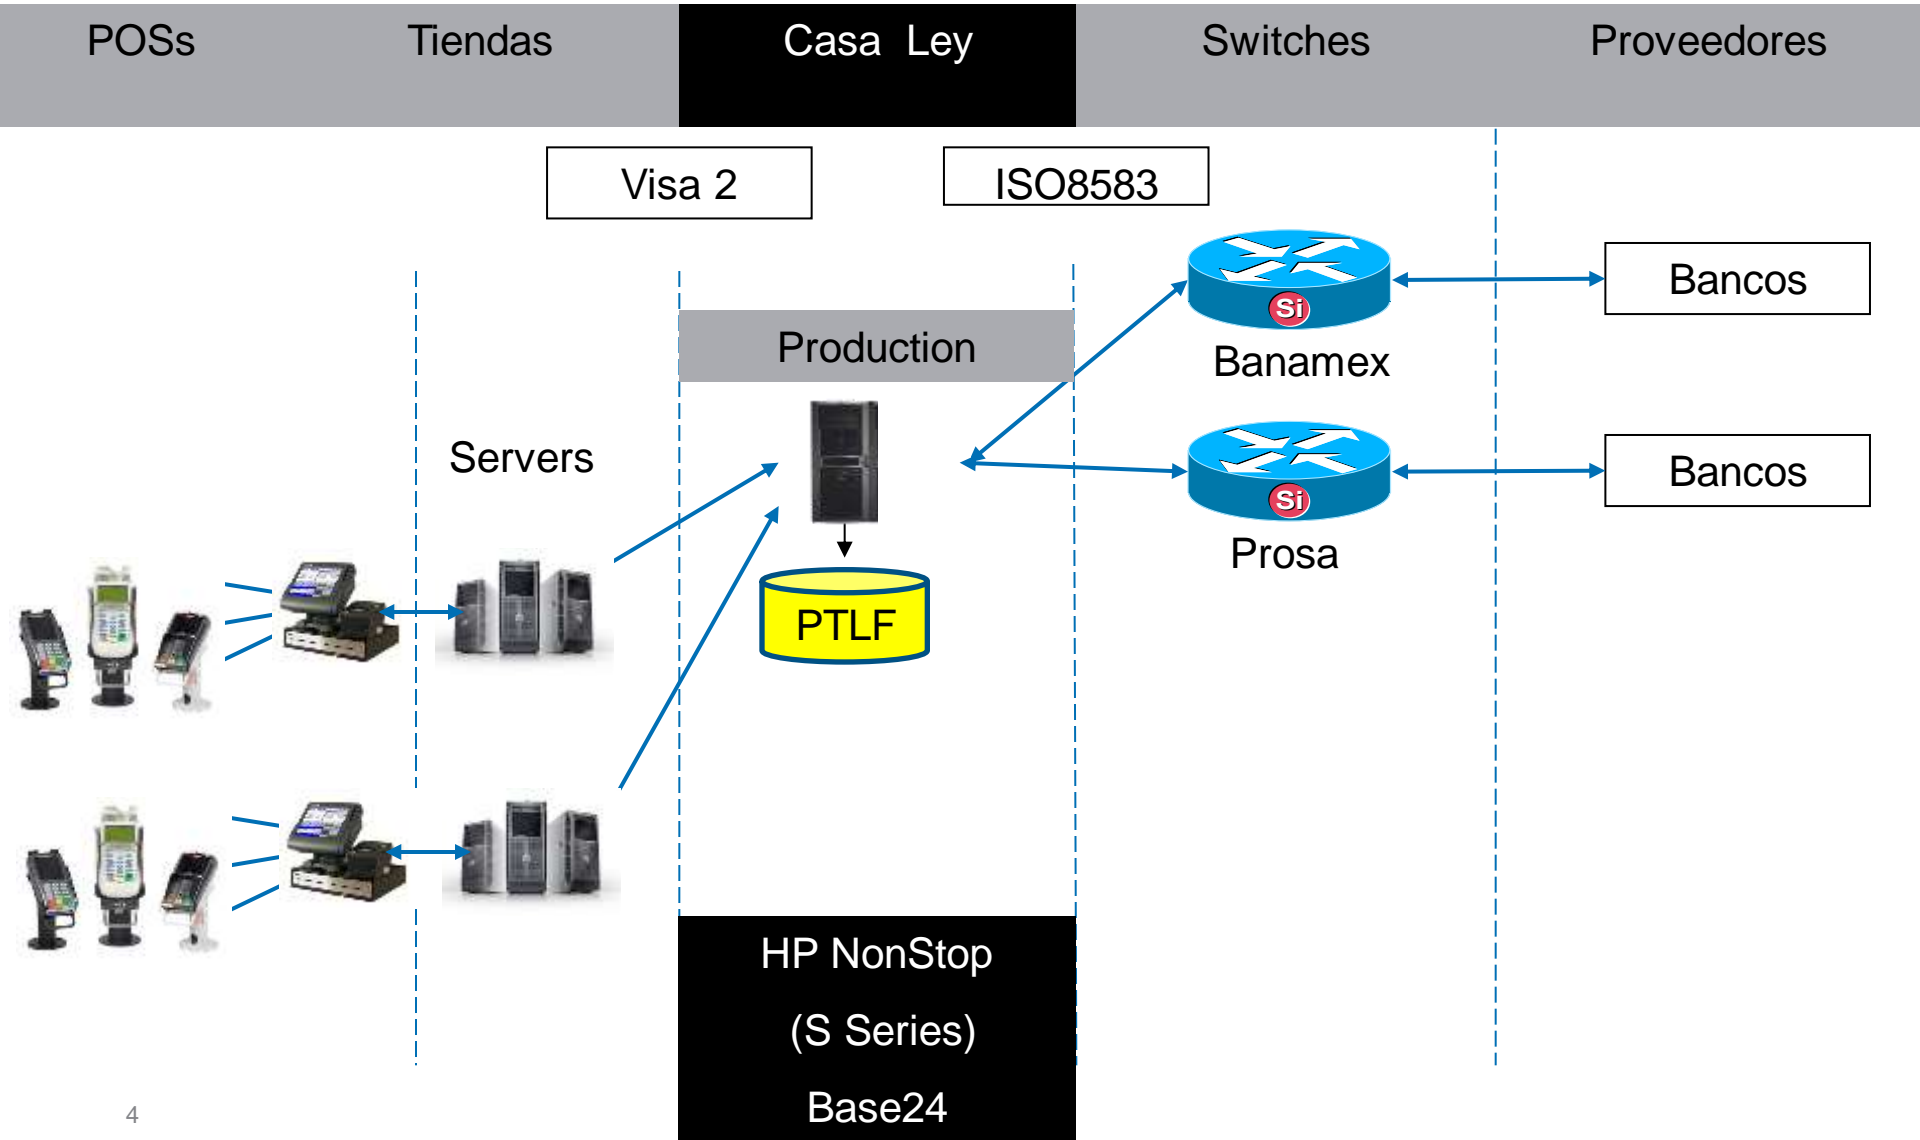 POSs
Tiendas
Casa Ley
Switches
Proveedores
Visa 2
ISO8583
Production
Servers
Si
Banamex
Bancos
Si
Prosa
Bancos
PTLF
HP NonStop
(S Series)
Base24
4